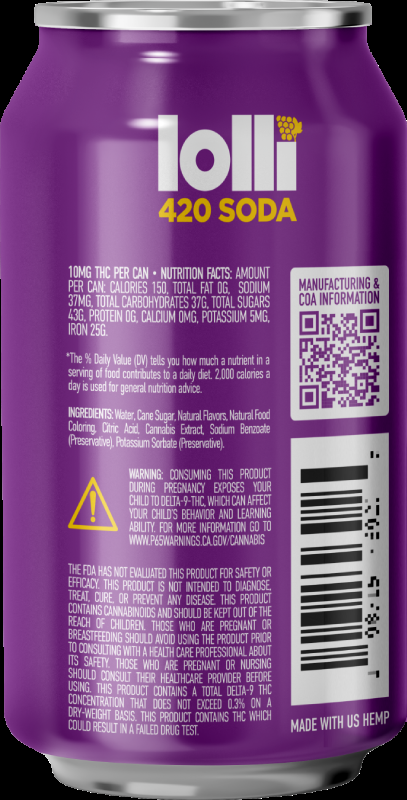 lolli
420 SODA
10MG THC PER CAN • NUTRITION FACTS: AMOUNT
PER CAN: CALORIES 150, TOTAL FAT 0G, SODIUM
37MG, TOTAL CARBOHYDRATES 37G, TOTAL SUGARS
43G, PROTEIN 0G, CALCIUM 0MG, POTASSIUM 5MG,
IRON 25G.
*The % Daily Value (DV) tells you how much a nutrient in a
serving of food contributes to a daily diet. 2,000 calories a
day is used for general nutrition advice.
INGREDIENTS: Water, Cane Sugar, Natural Flavors, Natural Food
Coloring, Citric Acid, Cannabis Extract, Sodium Benzoate
(Preservative), Potassium Sorbate (Preservative).
WARNING: CONSUMING THIS PRODUCT
DURING PREGNANCY EXPOSES YOUR
CHILD TO DELTA-9-THC, WHICH CAN AFFECT
YOUR CHILD'S BEHAVIOR AND LEARNING
ABILITY. FOR MORE INFORMATION GO TO
WWW.P65WARNINGS.CA.GOV/CANNABIS
THE FDA HAS NOT EVALUATED THIS PRODUCT FOR SAFETY OR
EFFICACY. THIS PRODUCT IS NOT INTENDED TO DIAGNOSE,
TREAT, CURE, OR PREVENT ANY DISEASE. THIS PRODUCT
CONTAINS CANNABINOIDS AND SHOULD BE KEPT OUT OF THE
REACH OF CHILDREN. THOSE WHO ARE PREGNANT OR
BREASTFEEDING SHOULD AVOID USING THE PRODUCT PRIOR
TO CONSULTING WITH A HEALTH CARE PROFESSIONAL ABOUT
ITS SAFETY. THOSE WHO ARE PREGNANT OR NURSING
SHOULD CONSULT THEIR HEALTHCARE PROVIDER BEFORE
USING. THIS PRODUCT CONTAINS A TOTAL DELTA-9 THC
CONCENTRATION THAT DOES NOT EXCEED 0.3% ON A
DRY-WEIGHT BASIS. THIS PRODUCT CONTAINS THC WHICH
COULD RESULT IN A FAILED DRUG TEST.
MANUFACTURING &
COA INFORMATION
MADE WITH US HEMP